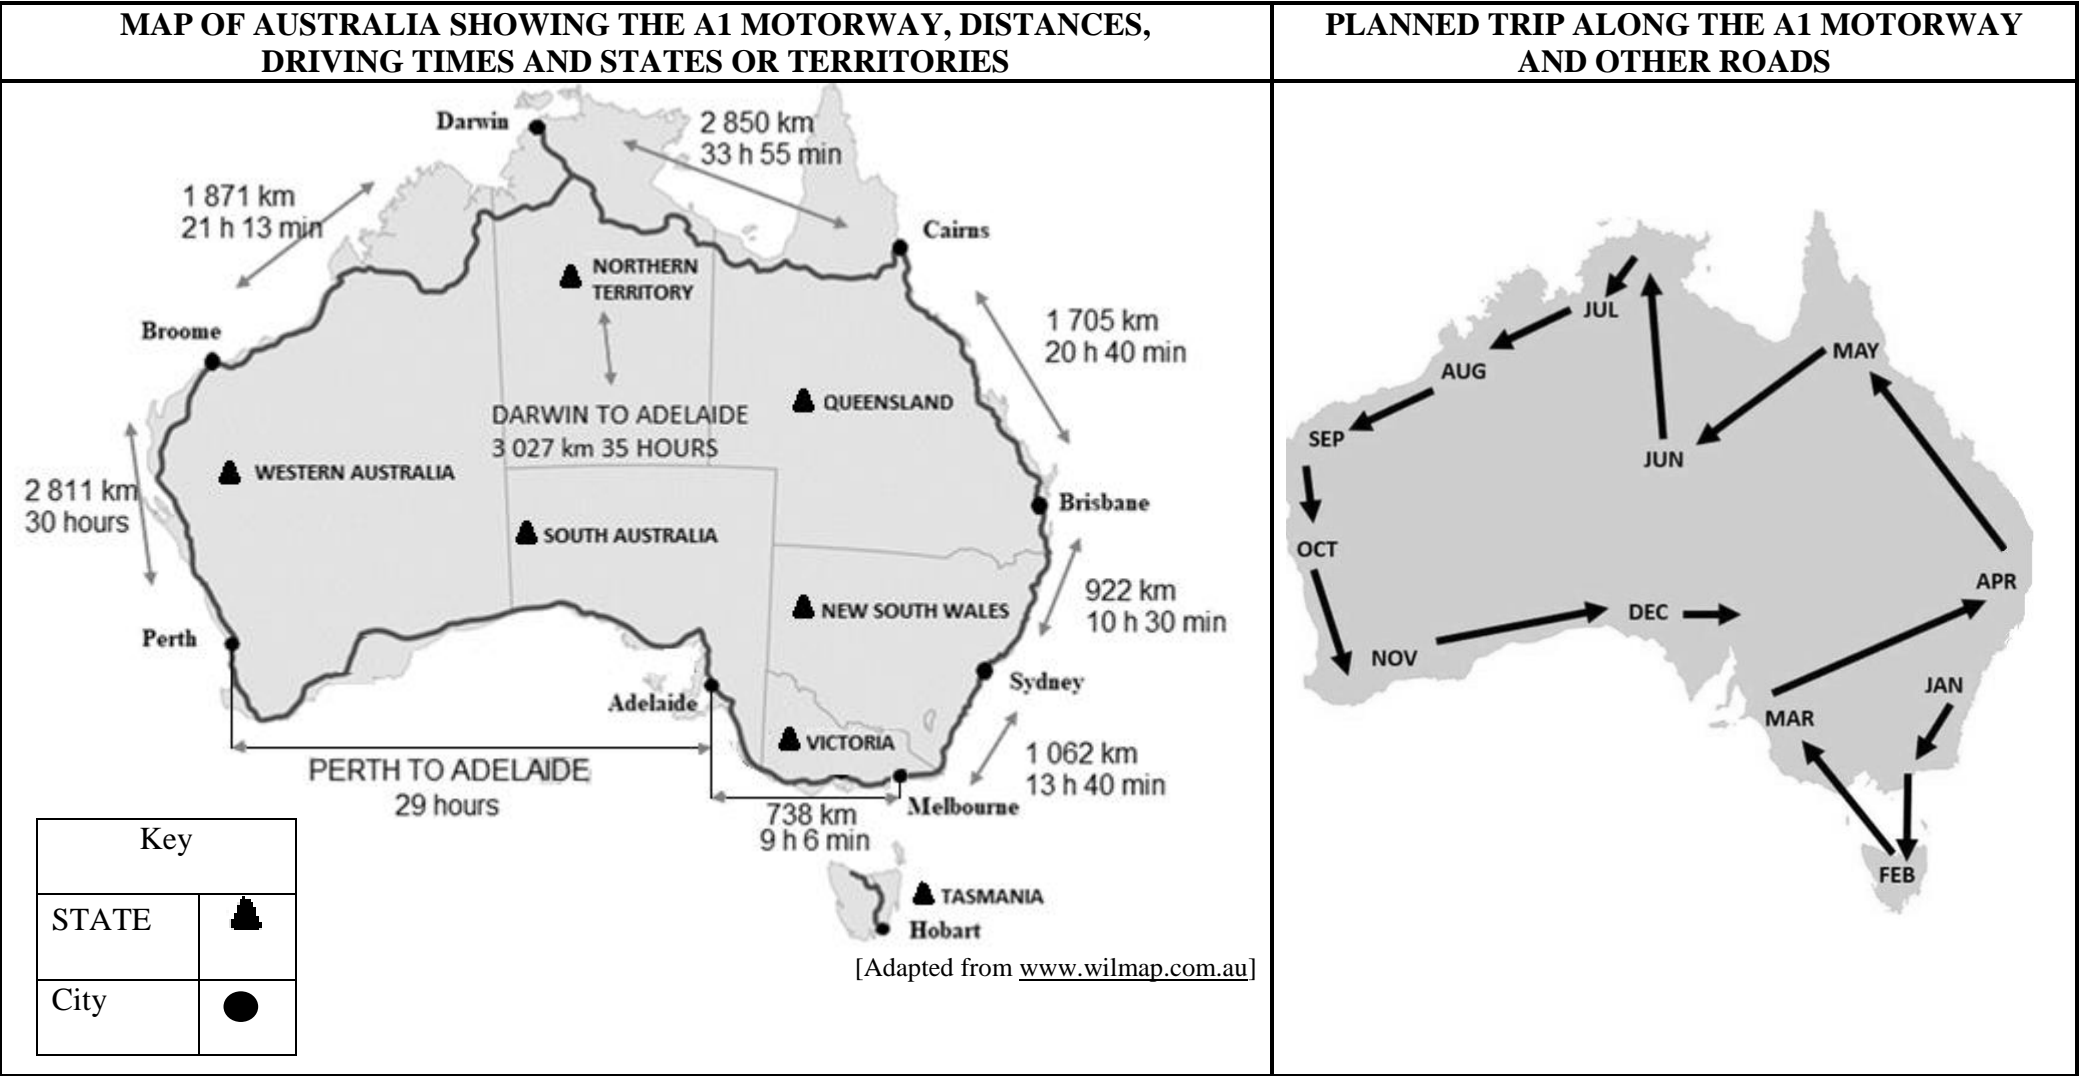 MAP OF AUSTRALIA SHOWING THE A1 MOTORWAY, DISTANCES,
DRIVING TIMES AND STATES OR TERRITORIES
Darwin
2 850 km
33 h 55 min
1 871 km
21 h 13 min
Cairns
NORTHERN
TERRITORY
Broome
1 705 km
20 h 40 min
QUEENSLAND
DARWIN TO ADELAIDE
3 027 km 35 HOURS
WESTERN AUSTRALIA
2 811 km
30 hours
Brisbane
SOUTH AUSTRALIA
922 km
10 h 30 min
NEW SOUTH WALES
Perth
Sydney
Adelaide
VICTORIA
1 062 km
13 h 40 min
PERTH TO ADELAIDE
29 hours
Melbourne
738 km
9 h 6 min
TASMANIA
Hobart
Key
STATE
City
[Adapted from www.wilmap.com.au]
PLANNED TRIP ALONG THE A1 MOTORWAY
AND OTHER ROADS
JUL
MAY
AUG
SEP
JUN
OCT
APR
DEC
NOV
JAN
MAR
FEB